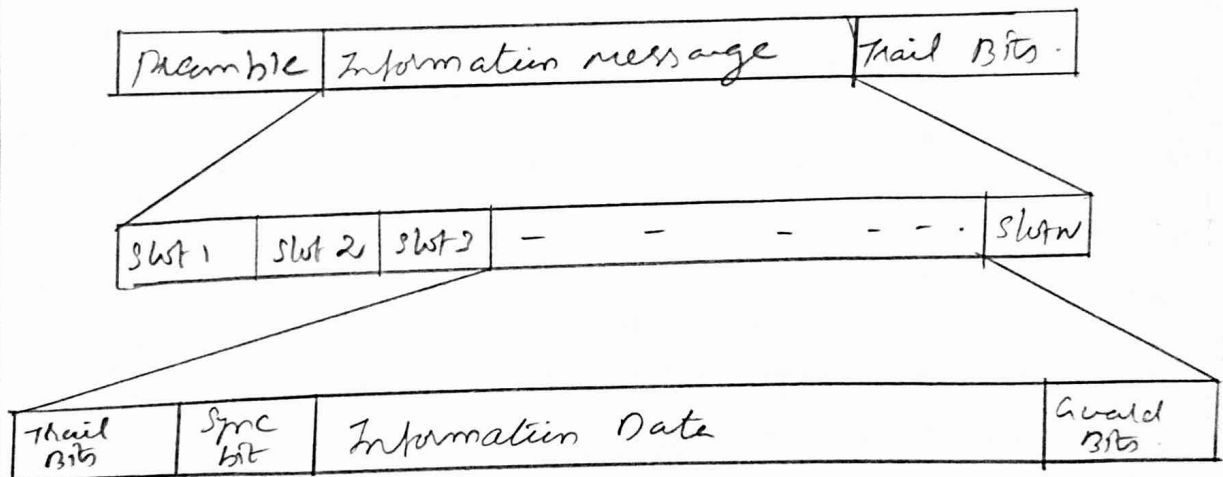 Preamble Information message Trail Bits.
Slot 1 Slot 2 Slot 3 - - - - - - . Slot N
Trail Bits Sync bit Information Data Guard Bits